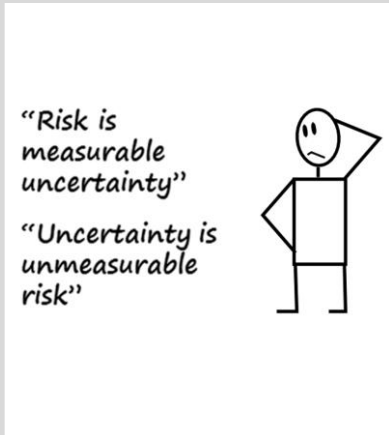 “Risk is
measurable
uncertainty”
“Uncertainty is
unmeasurable
risk”